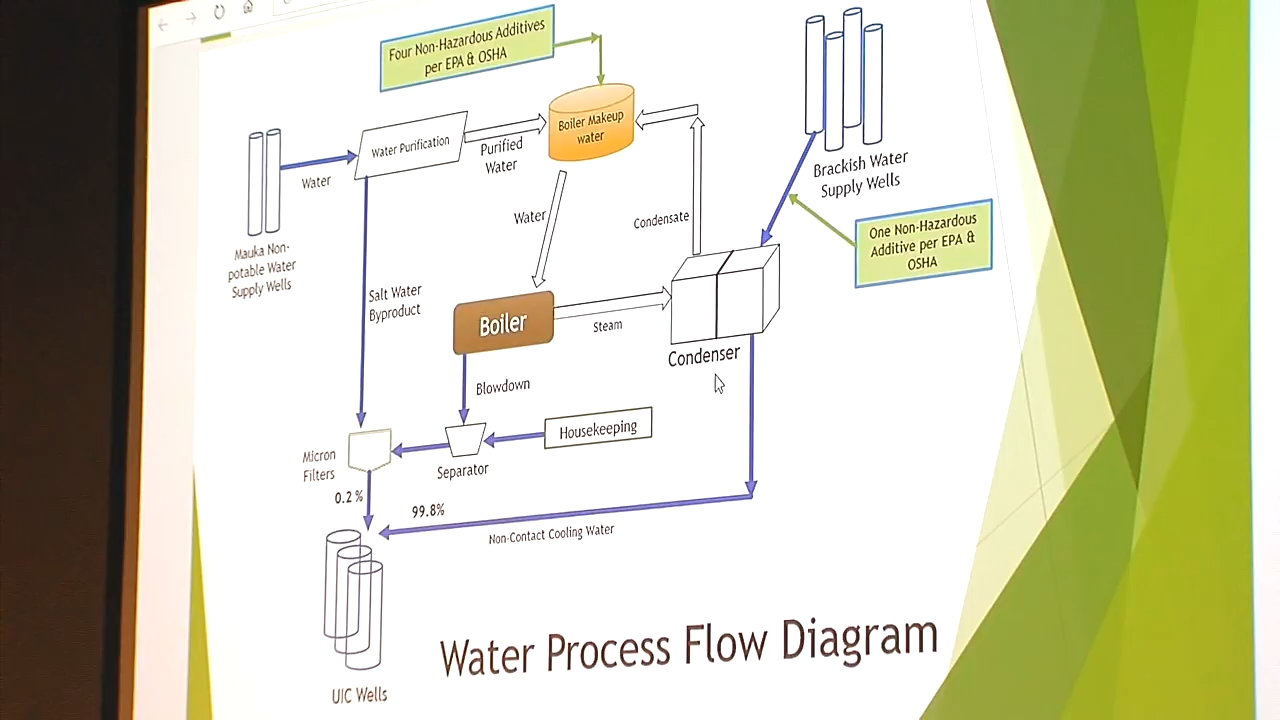 Four Non-Hazardous Additives
per EPA & OSHA
Boiler Makeup
water
Water Purification
Purified
Water
Water
Mauka Non-
potable Water
Supply Wells
Brackish Water
Supply Wells
One Non-Hazardous
Additive per EPA &
OSHA
Water
Condensate
Salt Water
Byproduct
Boiler
Steam
Condenser
Blowdown
Housekeeping
Separator
Micron
Filters
0.2 %
99.8%
Non-Contact Cooling Water
UIC Wells
Water Process Flow Diagram